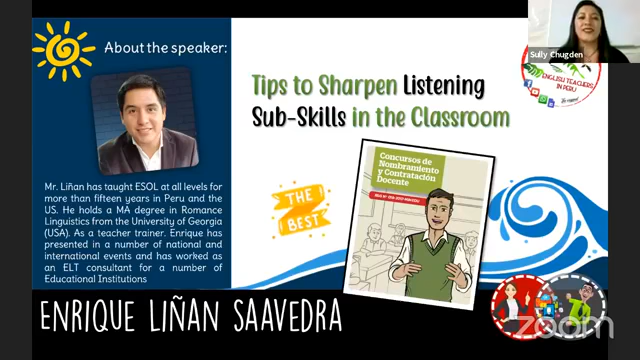 About the speaker:
Mr. Liñan has taught ESOL at all levels for
more than fifteen years in Peru and the
US. He holds a MA degree in Romance
Linguistics from the University of Georgia
(USA). As a teacher trainer. Enrique has
presented in a number of national and
international events and has worked as
an ELT consultant for a number of
Educational Institutions
Tips to Sharpen Listening
Sub-Skills in the Classroom
THE
BEST
Concursos de
Nombramiento
y Contratación
Docente
Sully Chugden
ENGLISH TEACHERS
IN PERU
ENRIQUE LIÑAN SAAVEDRA
zoom